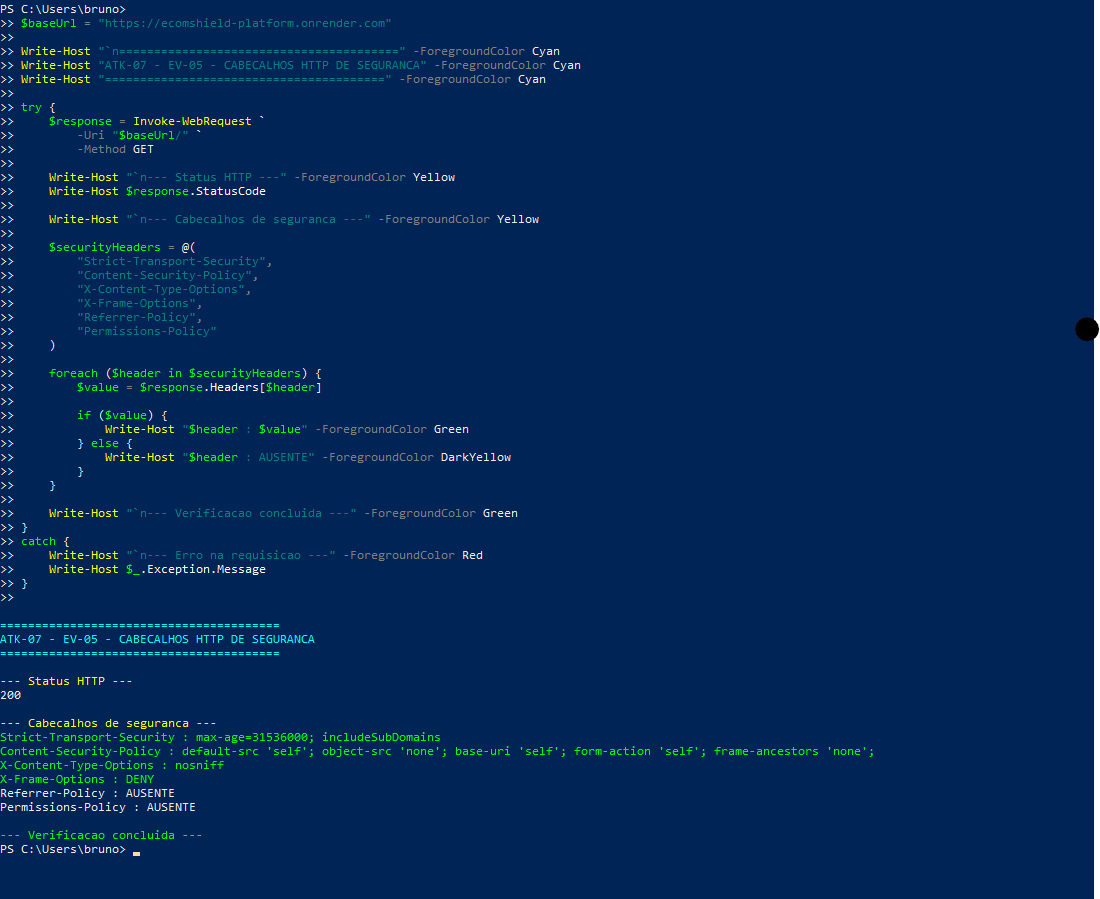 PS C:\Users\bruno>
>> $baseUrl = "https://ecomshield-platform.onrender.com"
>>
>> Write-Host "`n========================================" -ForegroundColor Cyan
>> Write-Host "ATK-07 - EV-05 - CABECALHOS HTTP DE SEGURANCA" -ForegroundColor Cyan
>> Write-Host "========================================" -ForegroundColor Cyan
>>
>> try {
>>     $response = Invoke-WebRequest `
>>         -Uri "$baseUrl/" `
>>         -Method GET
>>
>>     Write-Host "`n--- Status HTTP ---" -ForegroundColor Yellow
>>     Write-Host $response.StatusCode
>>
>>     Write-Host "`n--- Cabecalhos de seguranca ---" -ForegroundColor Yellow
>>
>>     $securityHeaders = @(
>>         "Strict-Transport-Security",
>>         "Content-Security-Policy",
>>         "X-Content-Type-Options",
>>         "X-Frame-Options",
>>         "Referrer-Policy",
>>         "Permissions-Policy"
>>     )
>>
>>     foreach ($header in $securityHeaders) {
>>         $value = $response.Headers[$header]
>>
>>         if ($value) {
>>             Write-Host "$header : $value" -ForegroundColor Green
>>         } else {
>>             Write-Host "$header : AUSENTE" -ForegroundColor DarkYellow
>>         }
>>     }
>>
>>     Write-Host "`n--- Verificacao concluida ---" -ForegroundColor Green
>> }
>> catch {
>>     Write-Host "`n--- Erro na requisicao ---" -ForegroundColor Red
>>     Write-Host $_.Exception.Message
>> }
>>
========================================
ATK-07 - EV-05 - CABECALHOS HTTP DE SEGURANCA
========================================
--- Status HTTP ---
200
--- Cabecalhos de seguranca ---
Strict-Transport-Security : max-age=31536000; includeSubDomains
Content-Security-Policy : default-src 'self'; object-src 'none'; base-uri 'self'; form-action 'self'; frame-ancestors 'none';
X-Content-Type-Options : nosniff
X-Frame-Options : DENY
Referrer-Policy : AUSENTE
Permissions-Policy : AUSENTE
--- Verificacao concluida ---
PS C:\Users\bruno>